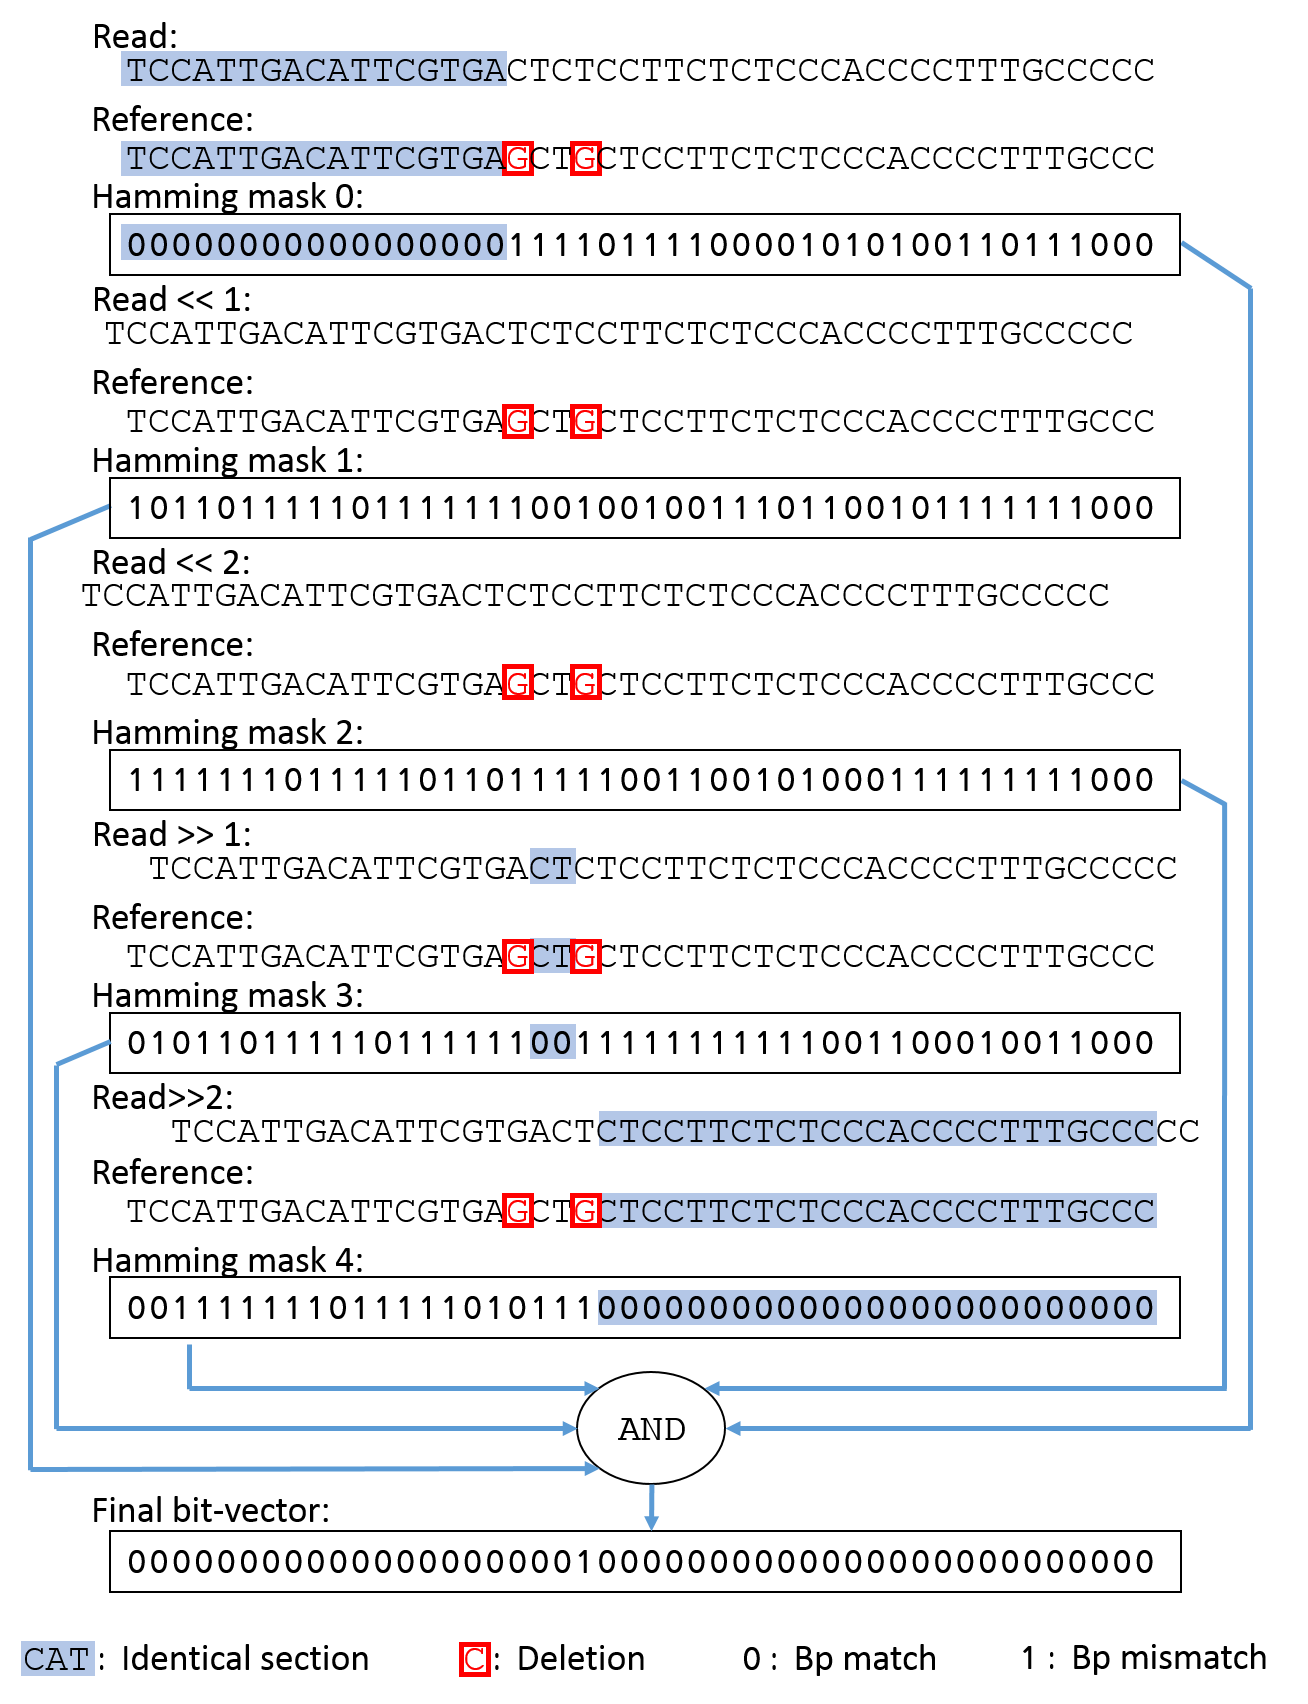 Read:
TCCATTGACATTCGTGACTCTCCTTCTCTCCCACCCCTTTGCCCCC
Reference:
TCCATTGACATTCGTGAGCTGCTCCTTCTCTCCCACCCCTTTGCCC
Hamming mask 0:
0000000000000000011110111100001010100110111000
Read << 1:
TCCATTGACATTCGTGACTCTCCTTCTCTCCCACCCCTTTGCCCCC
Reference:
TCCATTGACATTCGTGAGCTGCTCCTTCTCTCCCACCCCTTTGCCC
Hamming mask 1:
1011011111011111110010010011101100101111111000
Read << 2:
TCCATTGACATTCGTGACTCTCCTTCTCTCCCACCCCTTTGCCCCC
Reference:
TCCATTGACATTCGTGAGCTGCTCCTTCTCTCCCACCCCTTTGCCC
Hamming mask 2:
1111111011111011011111001100101000111111111000
Read >> 1:
TCCATTGACATTCGTGACTCTCCTTCTCTCCCACCCCTTTGCCCCC
Reference:
TCCATTGACATTCGTGAGCTGCTCCTTCTCTCCCACCCCTTTGCCC
Hamming mask 3:
0101101111101111110011111111111001100010011000
Read>>2:
TCCATTGACATTCGTGACTCTCCTTCTCTCCCACCCCTTTGCCCCC
Reference:
TCCATTGACATTCGTGAGCTGCTCCTTCTCTCCCACCCCTTTGCCC
Hamming mask 4:
0011111110111110101110000000000000000000000000
AND
Final bit-vector:
0000000000000000000010000000000000000000000000
CAT : Identical section C : Deletion 0 : Bp match 1 : Bp mismatch